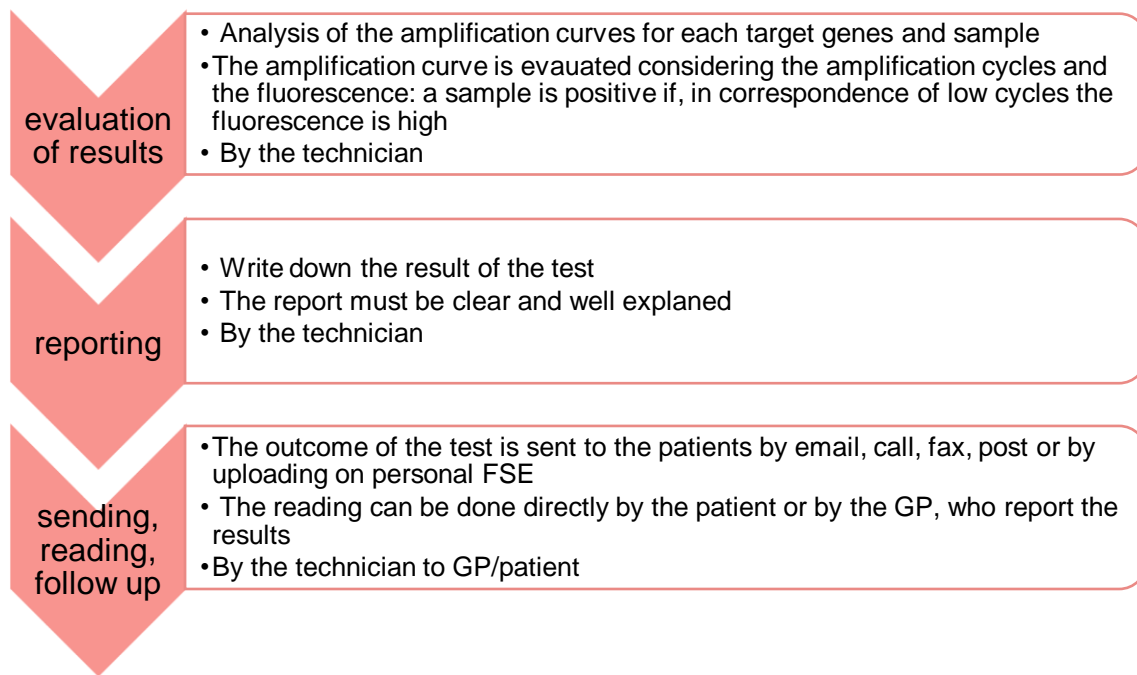 evaluation
of results
• Analysis of the amplification curves for each target genes and sample
•The amplification curve is evauated considering the amplification cycles and
the fluorescence: a sample is positive if, in correspondence of low cycles the
fluorescence is high
• By the technician
reporting
• Write down the result of the test
• The report must be clear and well explaned
• By the technician
sending,
reading,
follow up
•The outcome of the test is sent to the patients by email, call, fax, post or by
uploading on personal FSE
• The reading can be done directly by the patient or by the GP, who report the
results
•By the technician to GP/patient